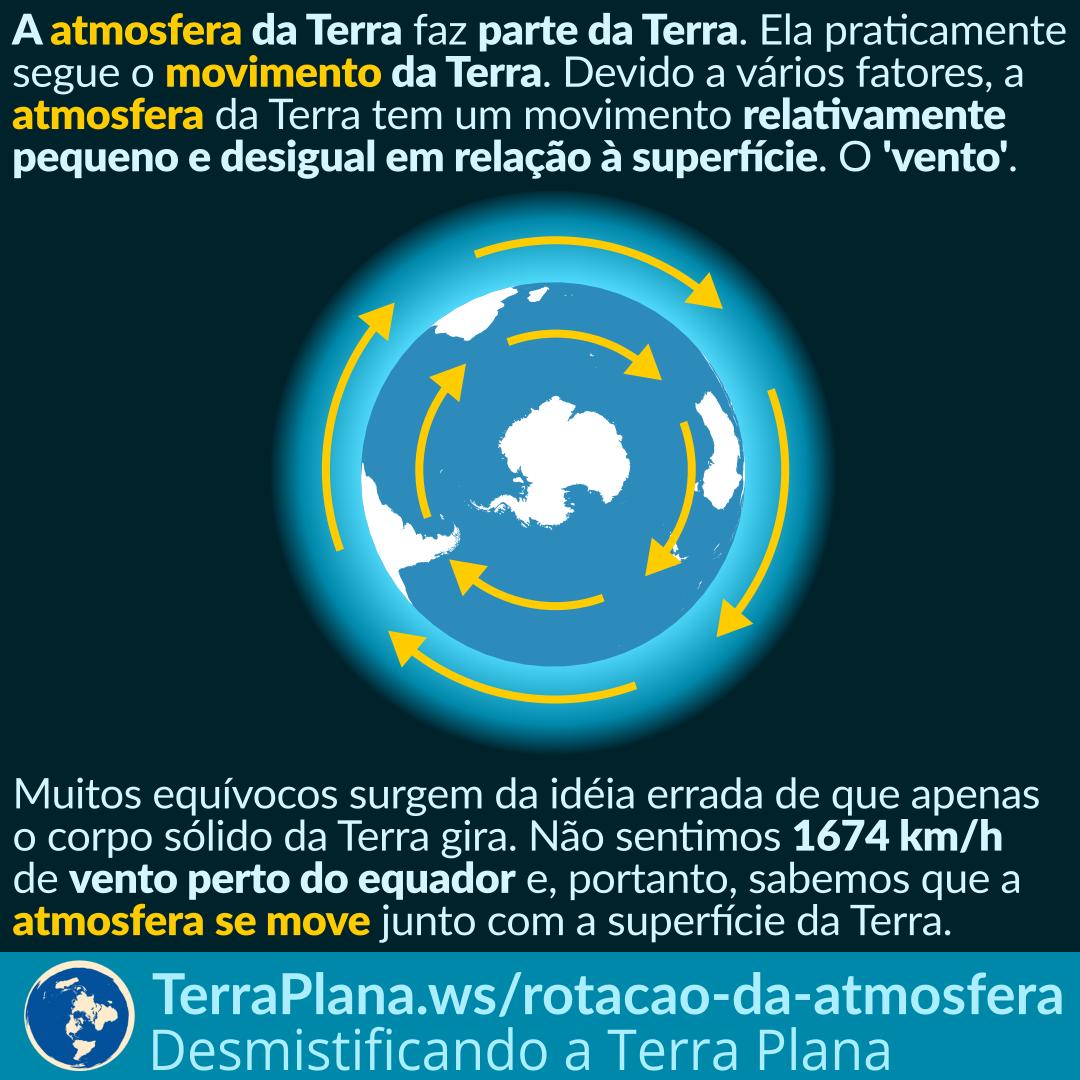 A atmosfera da Terra faz parte da Terra. Ela praticamente
segue o movimento da Terra. Devido a vários fatores, a
atmosfera da Terra tem um movimento relativamente
pequeno e desigual em relação à superfície. O 'vento'.
Muitos equívocos surgem da idéia errada de que apenas
o corpo sólido da Terra gira. Não sentimos 1674 km/h
de vento perto do equador e, portanto, sabemos que a
atmosfera se move junto com a superfície da Terra.
TerraPlana.ws/rotacao-da-atmosfera
Desmistificando a Terra Plana